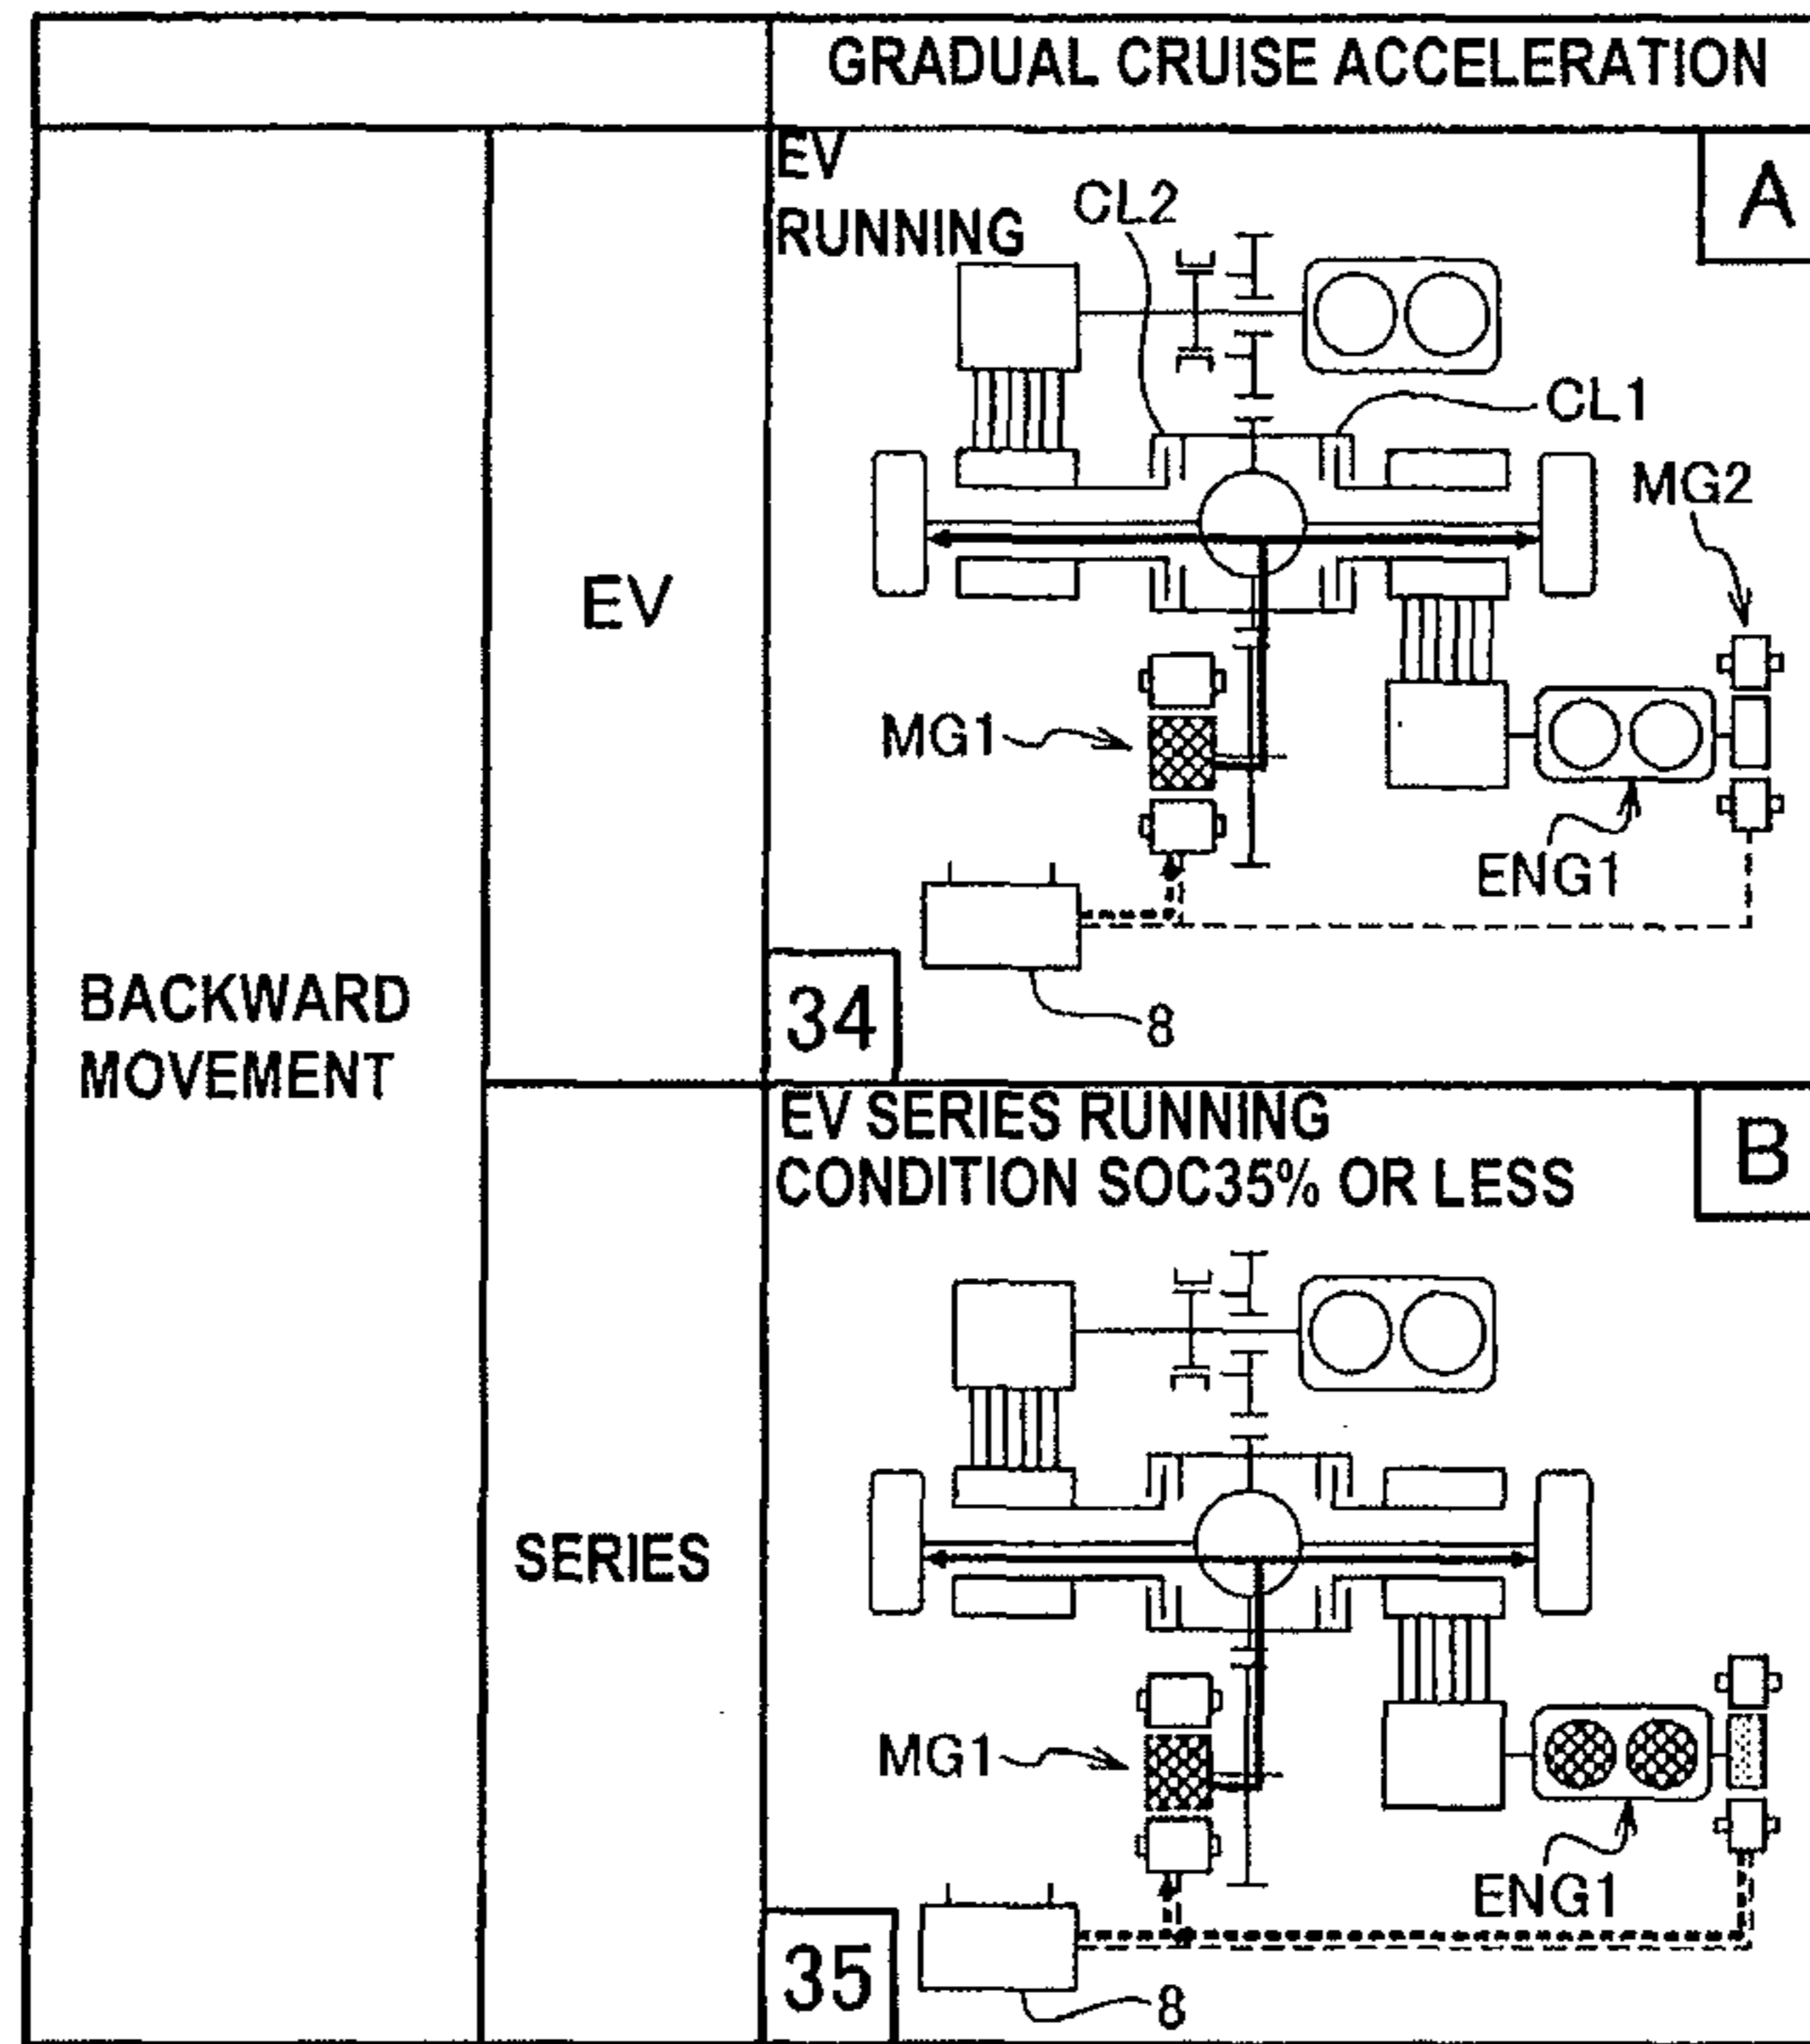 GRADUAL CRUISE ACCELERATION
BACKWARD
MOVEMENT
EV
EV
RUNNING
A
CL2
CL1
MG2
MG1
ENG1
8
34
SERIES
EV SERIES RUNNING
CONDITION SOC35% OR LESS
B
MG1
ENG1
8
35